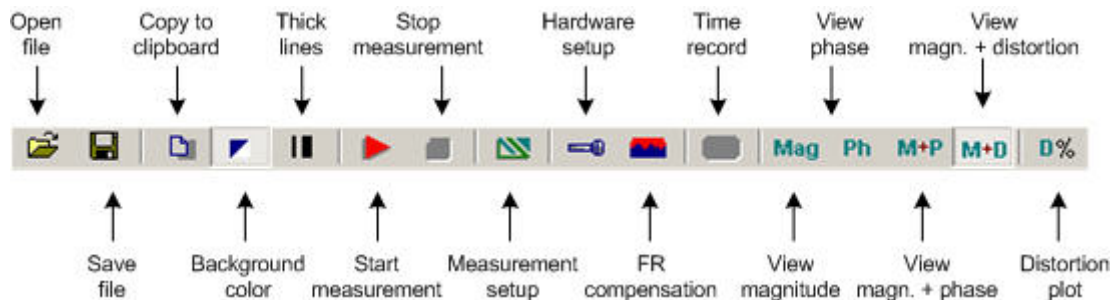 Open
file
Copy to
clipboard
Thick
lines
Stop
measurement
Hardware
setup
Time
record
View
phase
View
magn. + distortion
Mag
Ph
M+P
M+D
D%
Save
file
Background
color
Start
measurement
Measurement
setup
FR
compensation
View
magnitude
View
magn. + phase
Distortion
plot